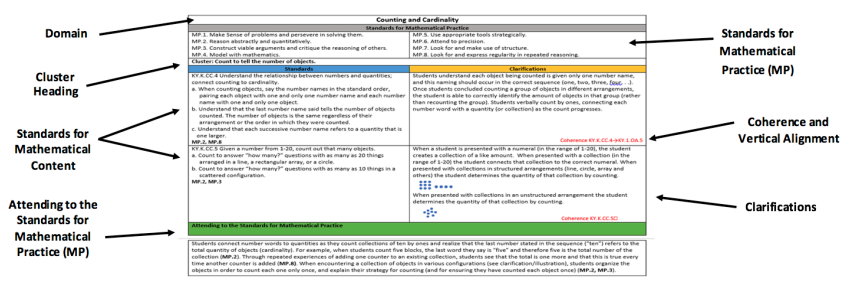 Domain
Cluster
Heading
Standards for
Mathematical
Content
Attending to the
Standards for
Mathematical
Practice (MP)
Counting and Cardinality
Standards for Mathematical Practice
MP.1. Make Sense of problems and persevere in solving them.
MP.2. Reason abstractly and quantitatively.
MP.3. Construct viable arguments and critique the reasoning of others.
MP.4. Model with mathematics.
MP.5. Use appropriate tools strategically.
MP.6. Attend to precision.
MP.7. Look for and make use of structure.
MP.8. Look for and express regularity in repeated reasoning.
Cluster: Count to tell the number of objects.
Standards
KY.K.CC.4 Understand the relationship between numbers and quantities;
connect counting to cardinality.
a. When counting objects, say the number names in the standard order,
pairing each object with one and only one number name and each number
name with one and only one object.
b. Understand that the last number name said tells the number of objects
counted. The number of objects is the same regardless of their
arrangement or the order in which they were counted.
c. Understand that each successive number name refers to a quantity that is
one larger.
MP.2, MP.8
KY.K.CC.5 Given a number from 1-20, count out that many objects.
a. Count to answer "how many?" questions with as many as 20 things
arranged in a line, a rectangular array, or a circle.
b. Count to answer "how many?" questions with as many as 10 things in a
scattered configuration.
MP.2, MP.3
Clarifications
Students understand each object being counted is given only one number name,
and this naming should occur in the correct sequence (one, two, three, four,…).
Once students concluded counting a group of objects in different arrangements,
the student is able to correctly identify the amount of objects in that group (rather
than recounting the group). Students verbally count by ones, connecting each
number word with a quantity (or collection) as the count progresses.
Coherence KY.K.CC.4→KY.1.OA.5
When a student is presented with a numeral (in the range of 1-20), the student
creates a collection of a like amount. When presented with a collection (in the
range of 1-20) the student connects that collection to the correct numeral. When
presented with collections in structured arrangements (line, circle, array and
others) the student determines the quantity of that collection by counting.
When presented with collections in an unstructured arrangement the student
determines the quantity of that collection by counting.
Coherence KY.K.CC.5
Attending to the Standards for Mathematical Practice
Students connect number words to quantities as they count collections of ten by ones and realize that the last number stated in the sequence ("ten") refers to the
total quantity of objects (cardinality). For example, when students count five blocks, the last word they say is "five" and therefore five is the total number of the
collection (MP.2). Through repeated experiences of adding one counter to an existing collection, students see that the total is one more and that this is true every
time another counter is added (MP.8). When encountering a collection of objects in various configurations (see clarification/illustration), students organize the
objects in order to count each one only once, and explain their strategy for counting (and for ensuring they have counted each object once) (MP.2, MP.3).
Standards for
Mathematical
Practice (MP)
Coherence and
Vertical Alignment
Clarifications